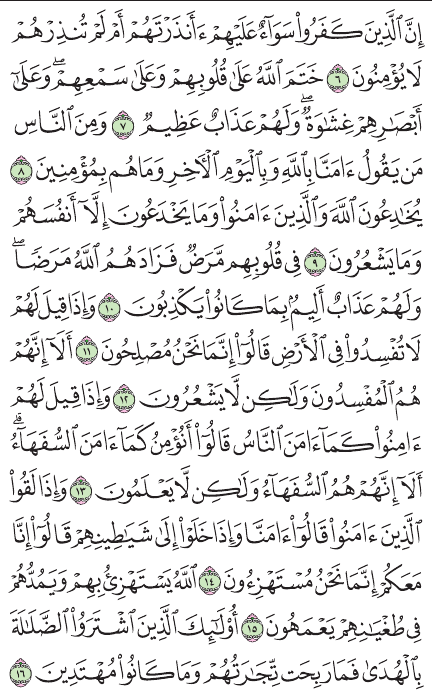 إِنَّ ٱلَّذِينَ كَفَرُوا۟ سَوَآءٌ عَلَيْهِمْ ءَأَنذَرْتَهُمْ أَمْ لَمْ تُنذِرْهُمْ
لَا يُؤْمِنُونَ ٦ خَتَمَ ٱللَّهُ عَلَىٰ قُلُوبِهِمْ وَعَلَىٰ سَمْعِهِمْ ۖ وَعَلَىٰٓ
أَبْصَٰرِهِمْ غِشَٰوَةٌ ۖ وَلَهُمْ عَذَابٌ عَظِيمٌ ٧ وَمِنَ ٱلنَّاسِ
مَن يَقُولُ ءَامَنَّا بِٱللَّهِ وَبِٱلْيَوْمِ ٱلْءَاخِرِ وَمَا هُم بِمُؤْمِنِينَ ٨
يُخَٰدِعُونَ ٱللَّهَ وَٱلَّذِينَ ءَامَنُوا۟ وَمَا يَخْدَعُونَ إِلَّآ أَنفُسَهُمْ
وَمَا يَشْعُرُونَ ٩ فِى قُلُوبِهِم مَّرَضٌ فَزَادَهُمُ ٱللَّهُ مَرَضًا ۖ
وَلَهُمْ عَذَابٌ أَلِيمٌۢ بِمَا كَانُوا۟ يَكْذِبُونَ ١٠ وَإِذَا قِيلَ لَهُمْ
لَا تُفْسِدُوا۟ فِى ٱلْأَرْضِ قَالُوٓا۟ إِنَّمَا نَحْنُ مُصْلِحُونَ ١١ أَلَآ إِنَّهُمْ
هُمُ ٱلْمُفْسِدُونَ وَلَٰكِن لَّا يَشْعُرُونَ ١٢ وَإِذَا قِيلَ لَهُمْ
ءَامِنُوا۟ كَمَآ ءَامَنَ ٱلنَّاسُ قَالُوٓا۟ أَنُؤْمِنُ كَمَآ ءَامَنَ ٱلسُّفَهَآءُ ۗ
أَلَآ إِنَّهُمْ هُمُ ٱلسُّفَهَآءُ وَلَٰكِن لَّا يَعْلَمُونَ ١٣ وَإِذَا لَقُوا۟
ٱلَّذِينَ ءَامَنُوا۟ قَالُوٓا۟ ءَامَنَّا وَإِذَا خَلَوْا۟ إِلَىٰ شَيَٰطِينِهِمْ قَالُوٓا۟ إِنَّا
مَعَكُمْ إِنَّمَا نَحْنُ مُسْتَهْزِءُونَ ١٤ ٱللَّهُ يَسْتَهْزِئُ بِهِمْ وَيَمُدُّهُمْ
فِى طُغْيَٰنِهِمْ يَعْمَهُونَ ١٥ أُو۟لَٰٓئِكَ ٱلَّذِينَ ٱشْتَرَوُا۟ ٱلضَّلَٰلَةَ
بِٱلْهُدَىٰ فَمَا رَبِحَت تِّجَٰرَتُهُمْ وَمَا كَانُوا۟ مُهْتَدِينَ ١٦